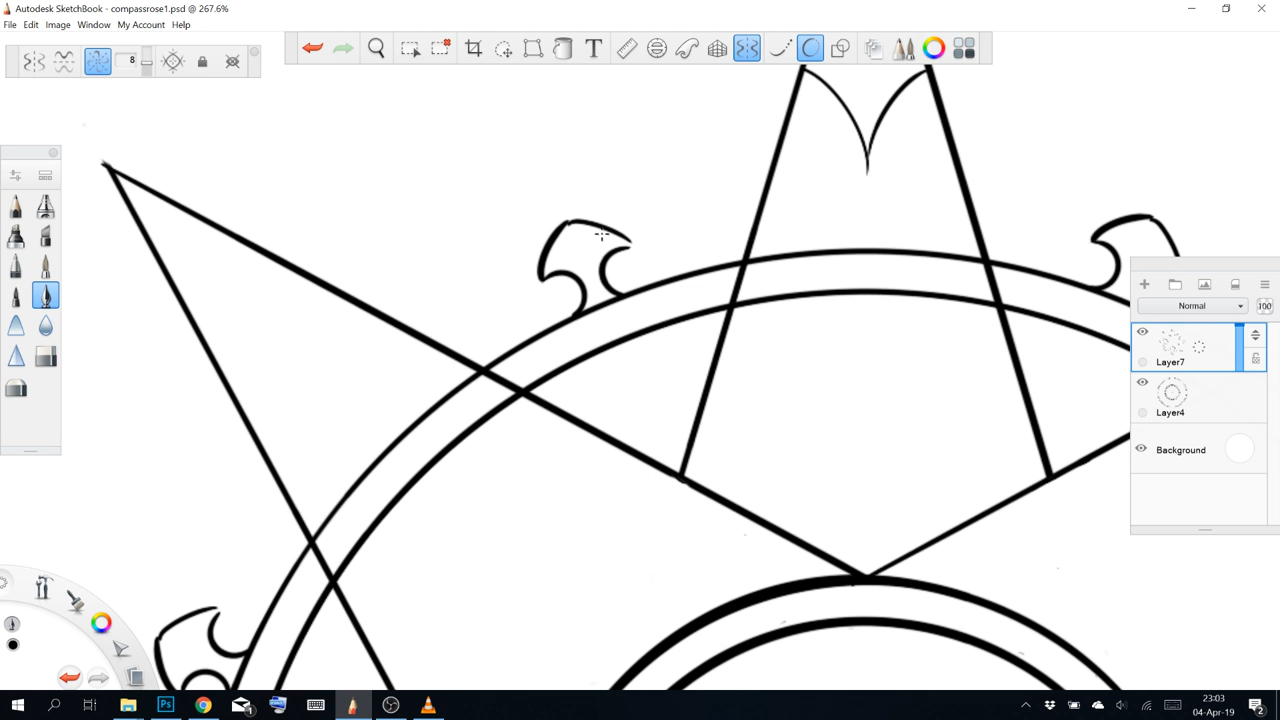 Autodesk SketchBook - compassrose1.psd @ 267.6%
File Edit Image Window My Account Help
8
T
Normal
100
Layer7
Layer4
Background
1
23:03
04-Apr-19
2